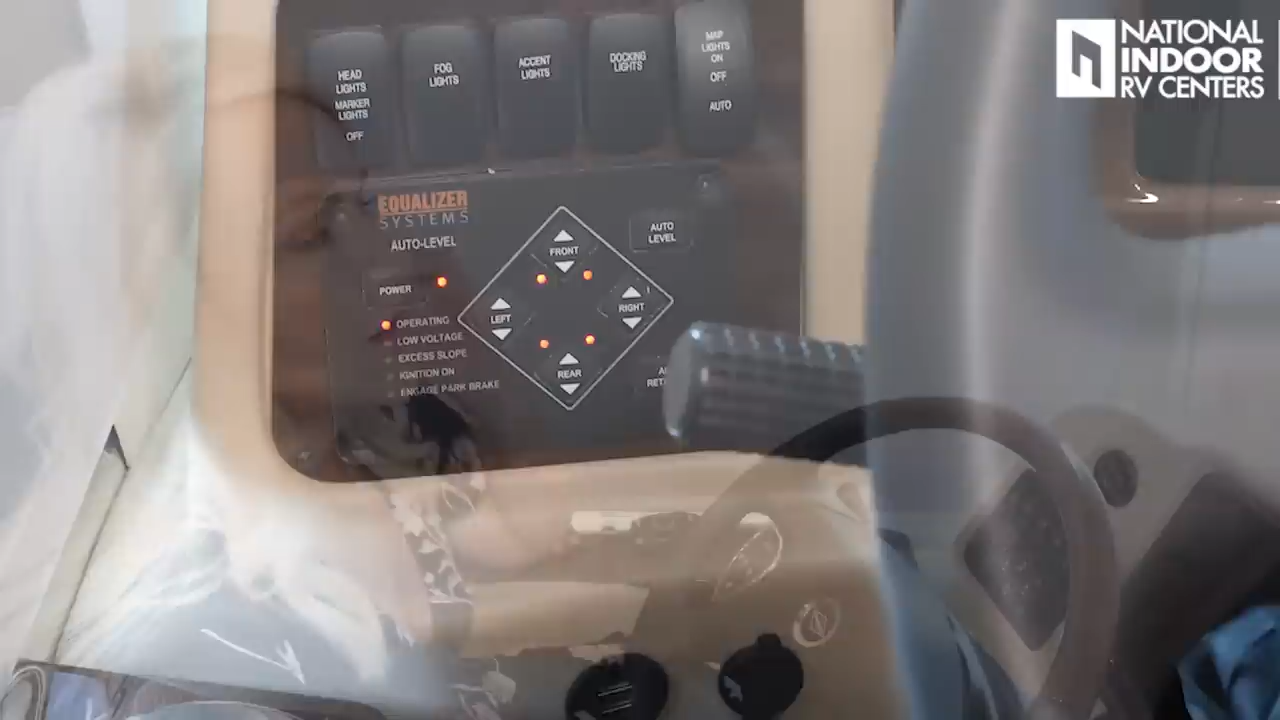 NATIONAL
INDOOR
RV CENTERS
HEAD
LIGHTS
MARKER
LIGHTS
OFF
FOG
LIGHTS
ACCENT
LIGHTS
DOCKING
LIGHTS
MAP
LIGHTS
ON
OFF
AUTO
EQUALIZER
SYSTEMS
AUTO-LEVEL
POWER
OPERATING
LOW VOLTAGE
EXCESS SLOPE
IGNITION ON
ENGAGE PARK BRAKE
FRONT
LEFT
RIGHT
REAR
AUTO
LEVEL